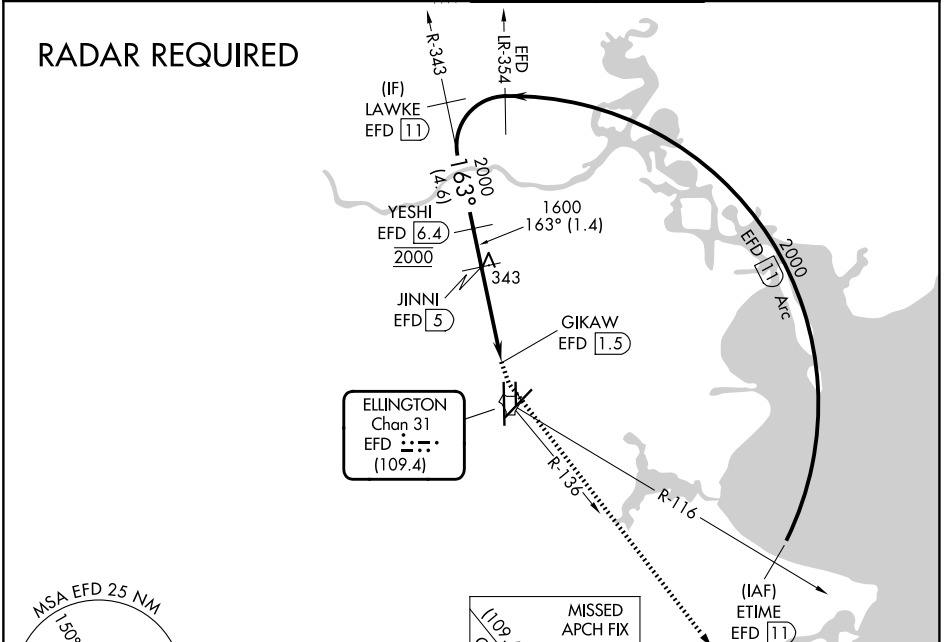 RADAR REQUIRED
R-343
EFD
LR-354
(IF)
LAWKE
EFD 11
2000
163°
(4.6)
YESHI
EFD 6.4
2000
1600
163° (1.4)
343
JINNI
EFD 5
GIKAW
EFD 1.5
2000
EFD 11 Arc
ELLINGTON
Chan 31
EFD
(109.4)
R-136
R-116
(IAF)
ETIME
EFD 11
MSA EFD 25 NM
150°
MISSED
APCH FIX